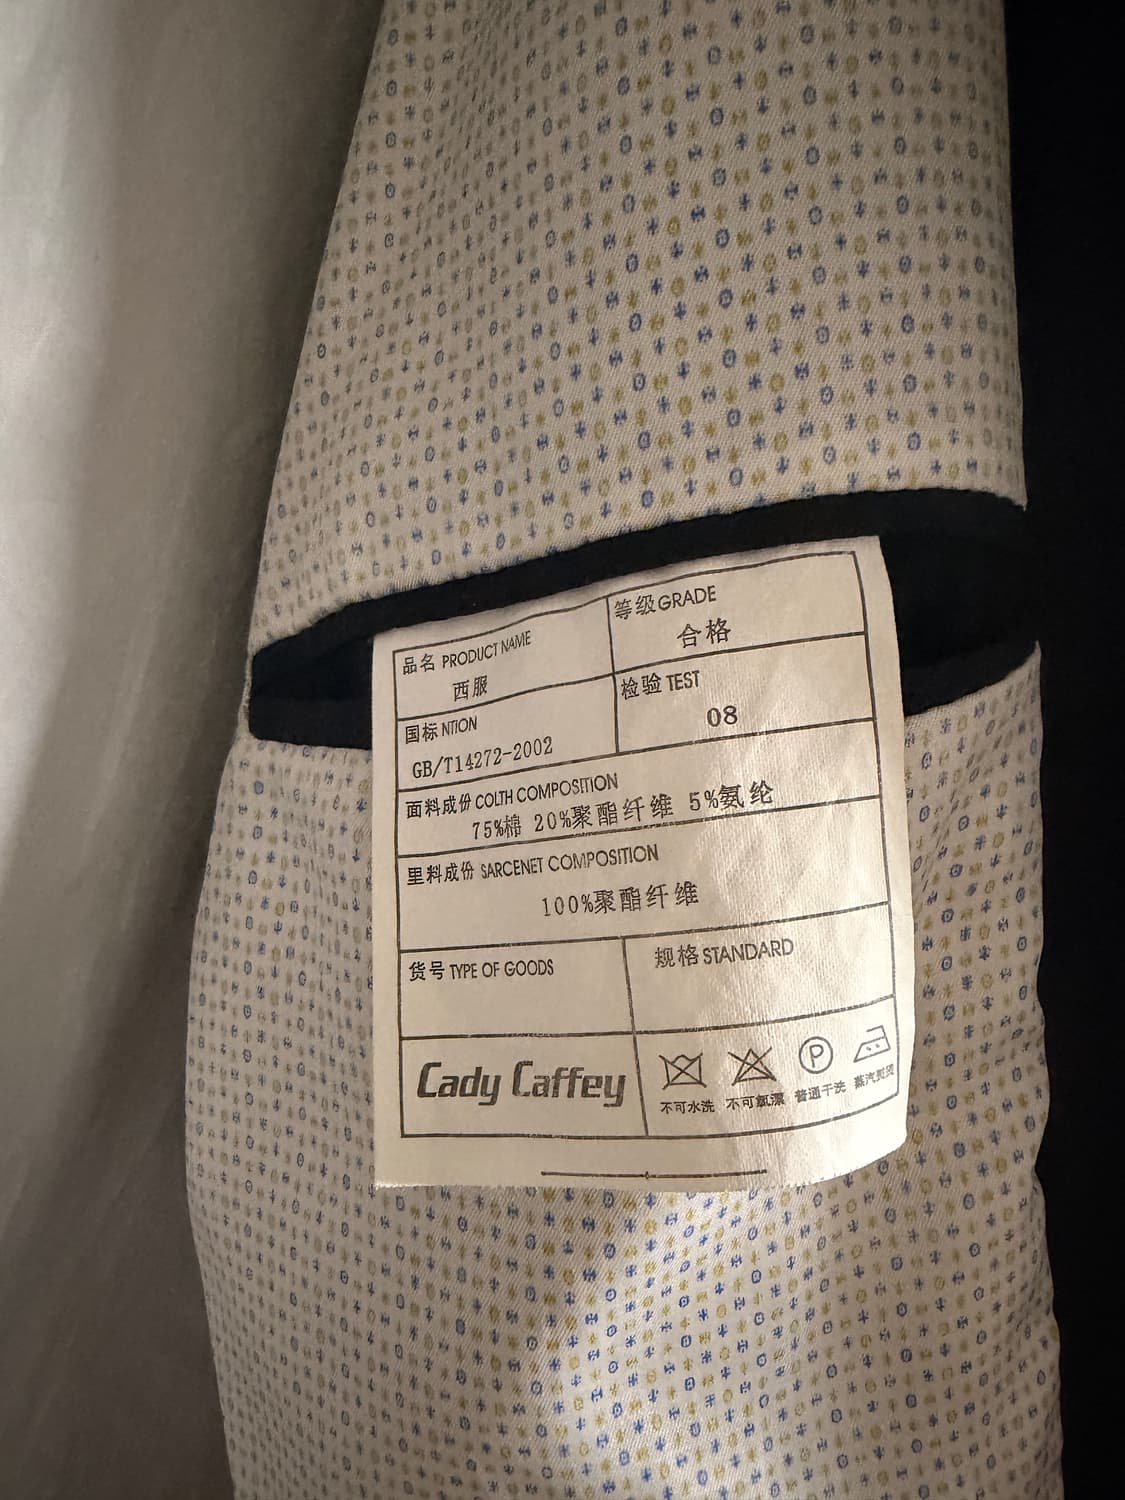 品名 PRODUCT NAME
西服
等级 GRADE
合格
国标 NTION
GB/T14272-2002
检验 TEST
08
面料成份 COLTH COMPOSITION
75%棉 20%聚酯纤维 5%氨纶
里料成份 SARCENET COMPOSITION
100%聚酯纤维
货号 TYPE OF GOODS
规格 STANDARD
Cady Caffey
P
不可水洗 不可氧漂 普通干洗 蒸汽熨烫